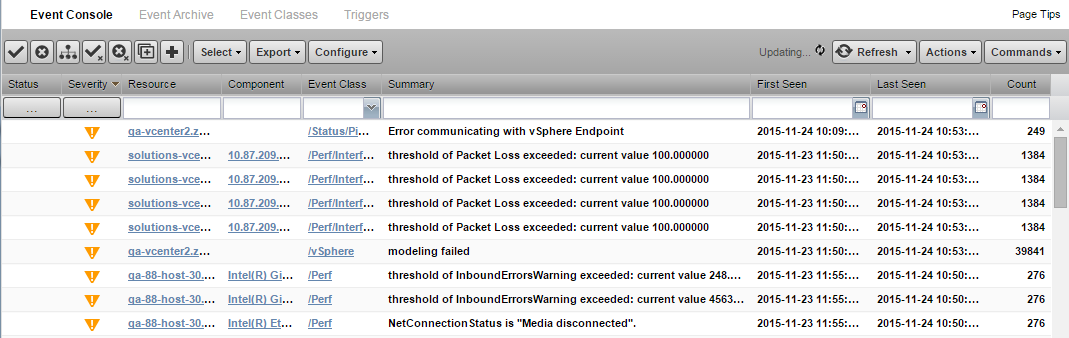 Event Console Event Archive Event Classes Triggers Page Tips
Select Export Configure Updating... Refresh Actions Commands
Status Severity Resource Component Event Class Summary First Seen Last Seen Count
... ...
qa-vcenter2.z... /Status/Pi... Error communicating with vSphere Endpoint 2015-11-24 10:09:... 2015-11-24 10:53:... 249
solutions-vce... 10.87.209.... /Perf/Interf... threshold of Packet Loss exceeded: current value 100.000000 2015-11-23 11:50:... 2015-11-24 10:53:... 1384
solutions-vce... 10.87.209.... /Perf/Interf... threshold of Packet Loss exceeded: current value 100.000000 2015-11-23 11:50:... 2015-11-24 10:53:... 1384
solutions-vce... 10.87.209.... /Perf/Interf... threshold of Packet Loss exceeded: current value 100.000000 2015-11-23 11:50:... 2015-11-24 10:53:... 1384
solutions-vce... 10.87.209.... /Perf/Interf... threshold of Packet Loss exceeded: current value 100.000000 2015-11-23 11:50:... 2015-11-24 10:53:... 1384
qa-vcenter2.z... /vSphere modeling failed 2015-11-23 11:50:... 2015-11-24 10:53:... 39841
qa-88-host-30.... Intel(R) Gi... /Perf threshold of InboundErrorsWarning exceeded: current value 248.... 2015-11-23 11:55:... 2015-11-24 10:50:... 276
qa-88-host-30.... Intel(R) Gi... /Perf threshold of InboundErrorsWarning exceeded: current value 4563... 2015-11-23 11:55:... 2015-11-24 10:50:... 276
qa-88-host-30.... Intel(R) Et... /Perf NetConnectionStatus is "Media disconnected". 2015-11-23 11:55:... 2015-11-24 10:50:... 276